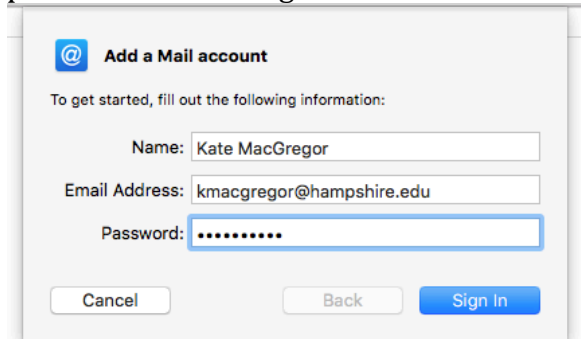 Add a Mail account
To get started, fill out the following information:
Name: Kate MacGregor
Email Address: kmacgregor@hampshire.edu
Password: ••••••••••
Cancel Back Sign In